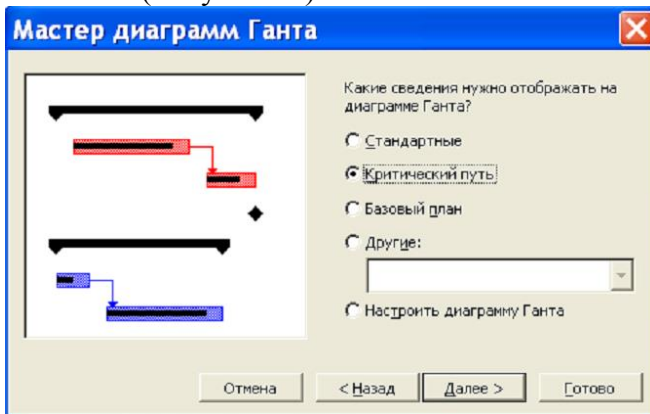 Мастер диаграмм Ганта
Какие сведения нужно отображать на
диаграмме Ганта?
Стандартные
Критический путь
Базовый план
Другие:
Настроить диаграмму Ганта
Отмена
< Назад
Далее >
Готово